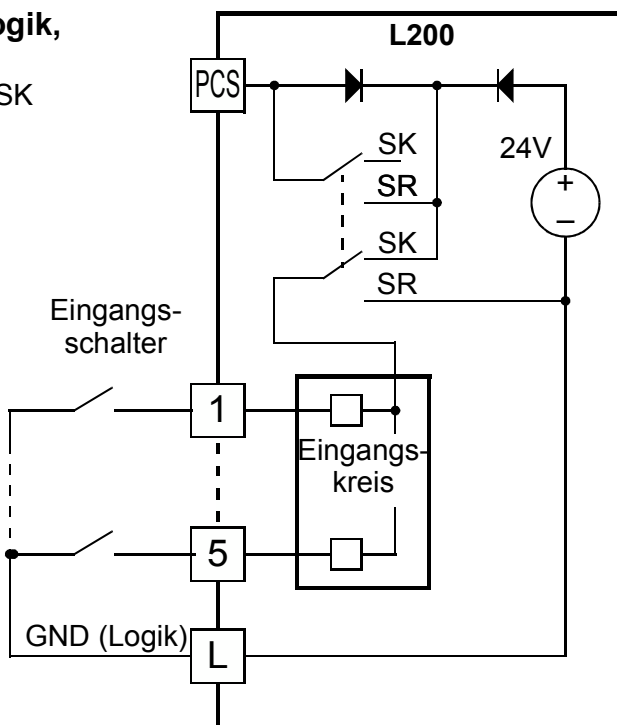 ogik,
SK
L200
PCS
SK
SR
SK
SR
24V
+
–
Eingangs-
schalter
1
Eingangs-
kreis
5
GND (Logik)
L